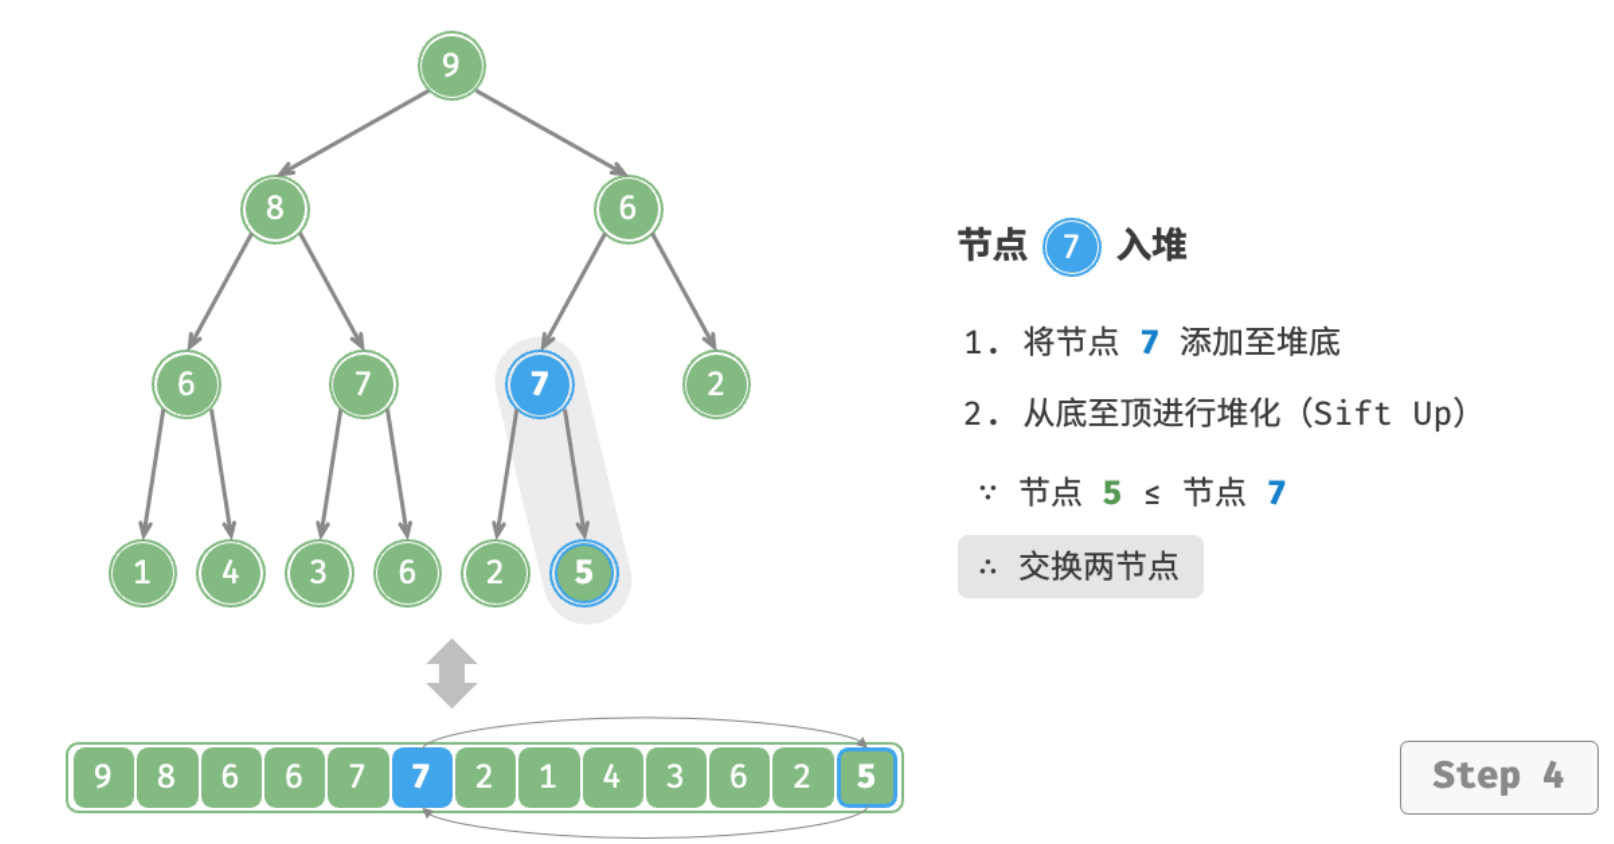 9
8 6
6 7 7 2
1 4 3 6 2 5
9 8 6 6 7 7 2 1 4 3 6 2 5
节点 7 入堆
1. 将节点 7 添加至堆底
2. 从底至顶进行堆化（Sift Up）
∵ 节点 5 ≤ 节点 7
∴ 交换两节点
Step 4